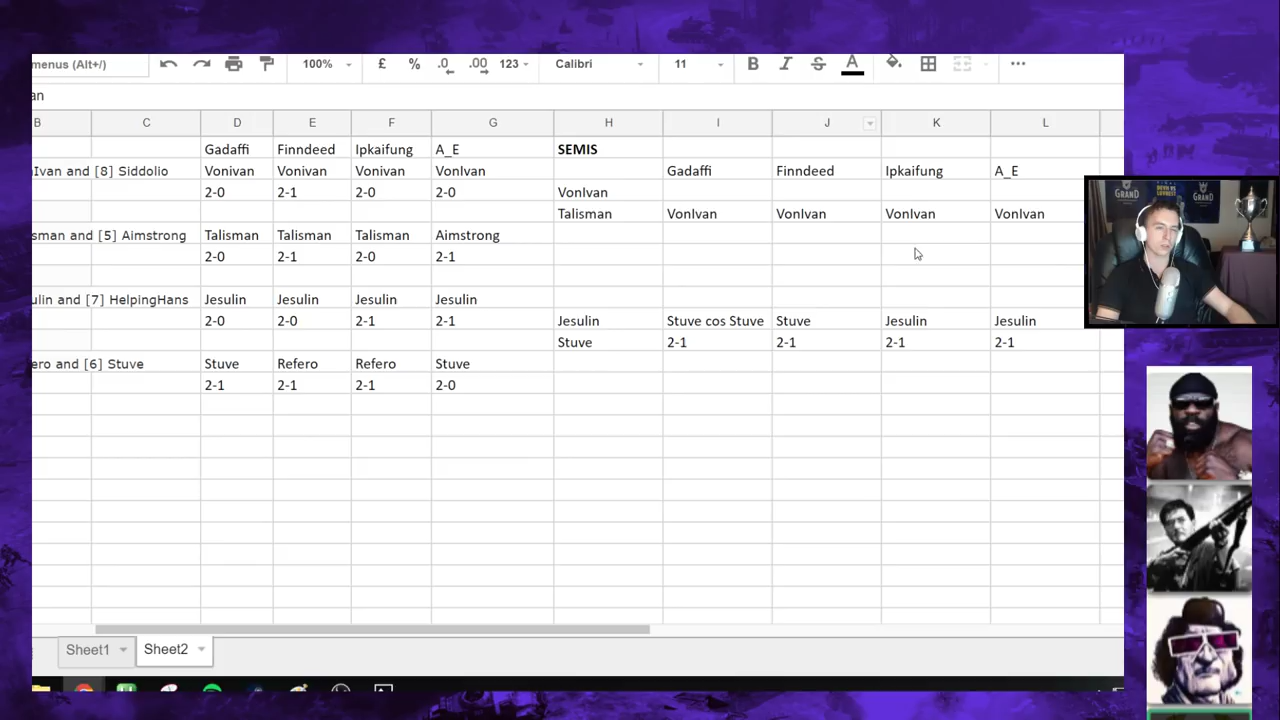 menus (Alt+/) 100% £ % .0 .00 123 Calibri 11 B I S A
an
B C D E F G H I J K L
Gadaffi Finndeed Ipkaifung A_E SEMIS
Ivan and [8] Siddolio Vonivan Vonivan Vonivan VonIvan Gadaffi Finndeed Ipkaifung A_E
2-0 2-1 2-0 2-0 VonIvan
Talisman VonIvan VonIvan VonIvan VonIvan
sman and [5] Aimstrong Talisman Talisman Talisman Aimstrong
2-0 2-1 2-0 2-1
ulin and [7] HelpingHans Jesulin Jesulin Jesulin Jesulin
2-0 2-0 2-1 2-1 Jesulin Stuve cos Stuve Stuve Jesulin Jesulin
Stuve 2-1 2-1 2-1 2-1
ero and [6] Stuve Stuve Refero Refero Stuve
2-1 2-1 2-1 2-0
Sheet1 Sheet2
GRAND
GRAND